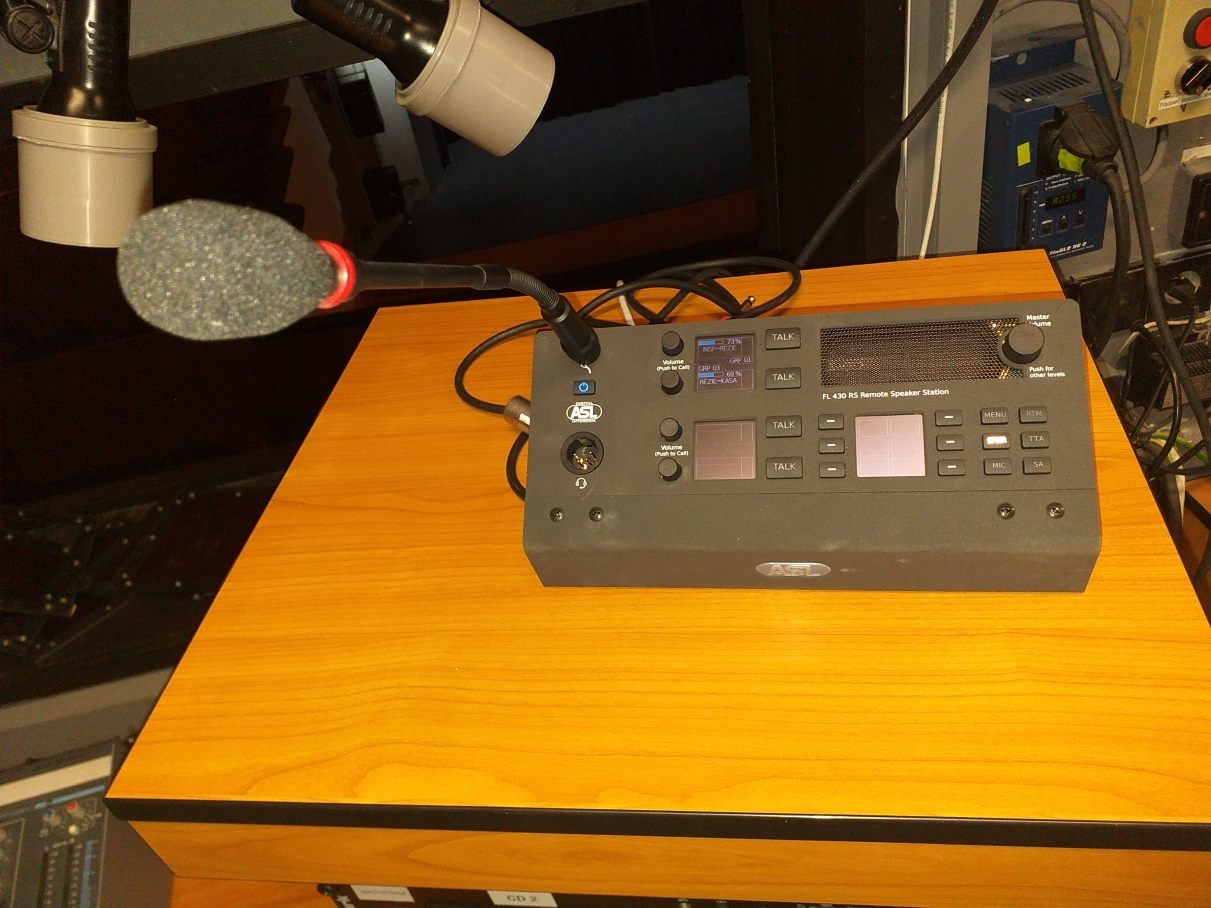 73%
INSP-REZIE
GRP 01
GRP 03
69%
REZIE-KASA
TALK
TALK
Volume
(Push to Call)
Master
Volume
Push for
other levels
FL 430 RS Remote Speaker Station
DIGITAL
ASL
INTERCOM
TALK
TALK
Volume
(Push to Call)
MENU
RTM
TTA
MIC
SA
ASL
CD 2